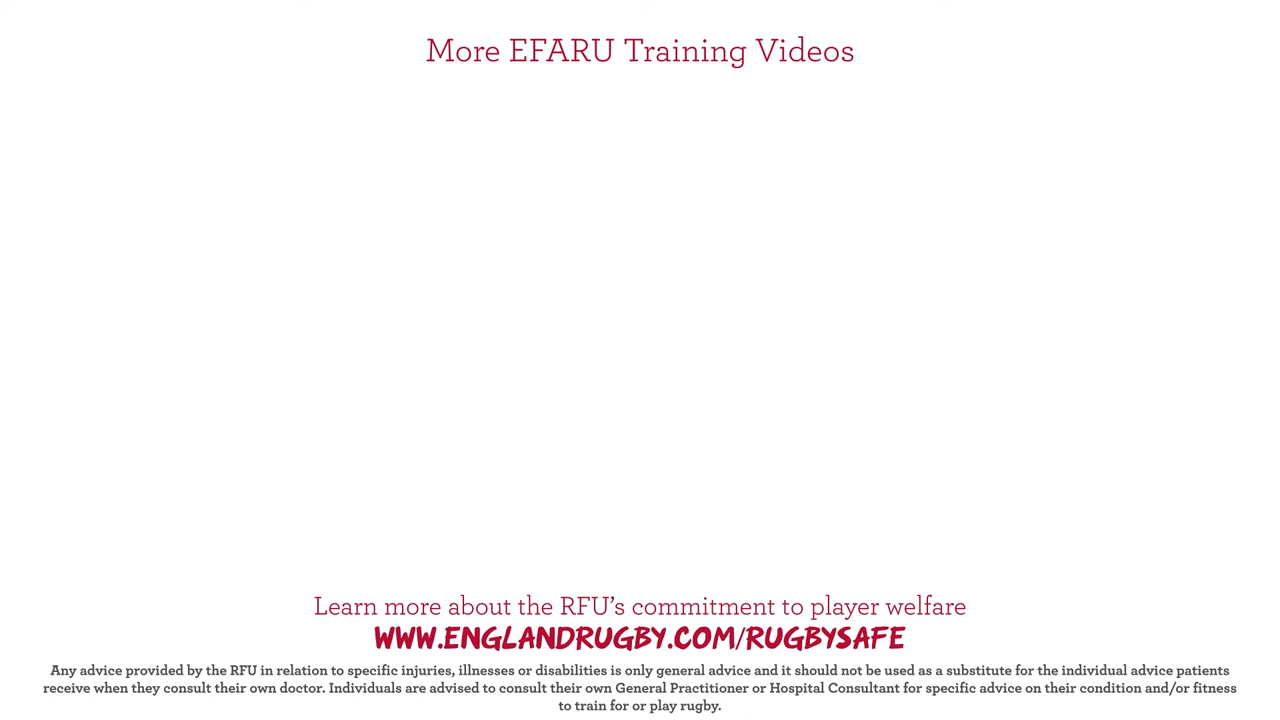 More EFARU Training Videos
Learn more about the RFU's commitment to player welfare
WWW.ENGLANDRUGBY.COM/RUGBYSAFE
Any advice provided by the RFU in relation to specific injuries, illnesses or disabilities is only general advice and it should not be used as a substitute for the individual advice patients
receive when they consult their own doctor. Individuals are advised to consult their own General Practitioner or Hospital Consultant for specific advice on their condition and/or fitness
to train for or play rugby.